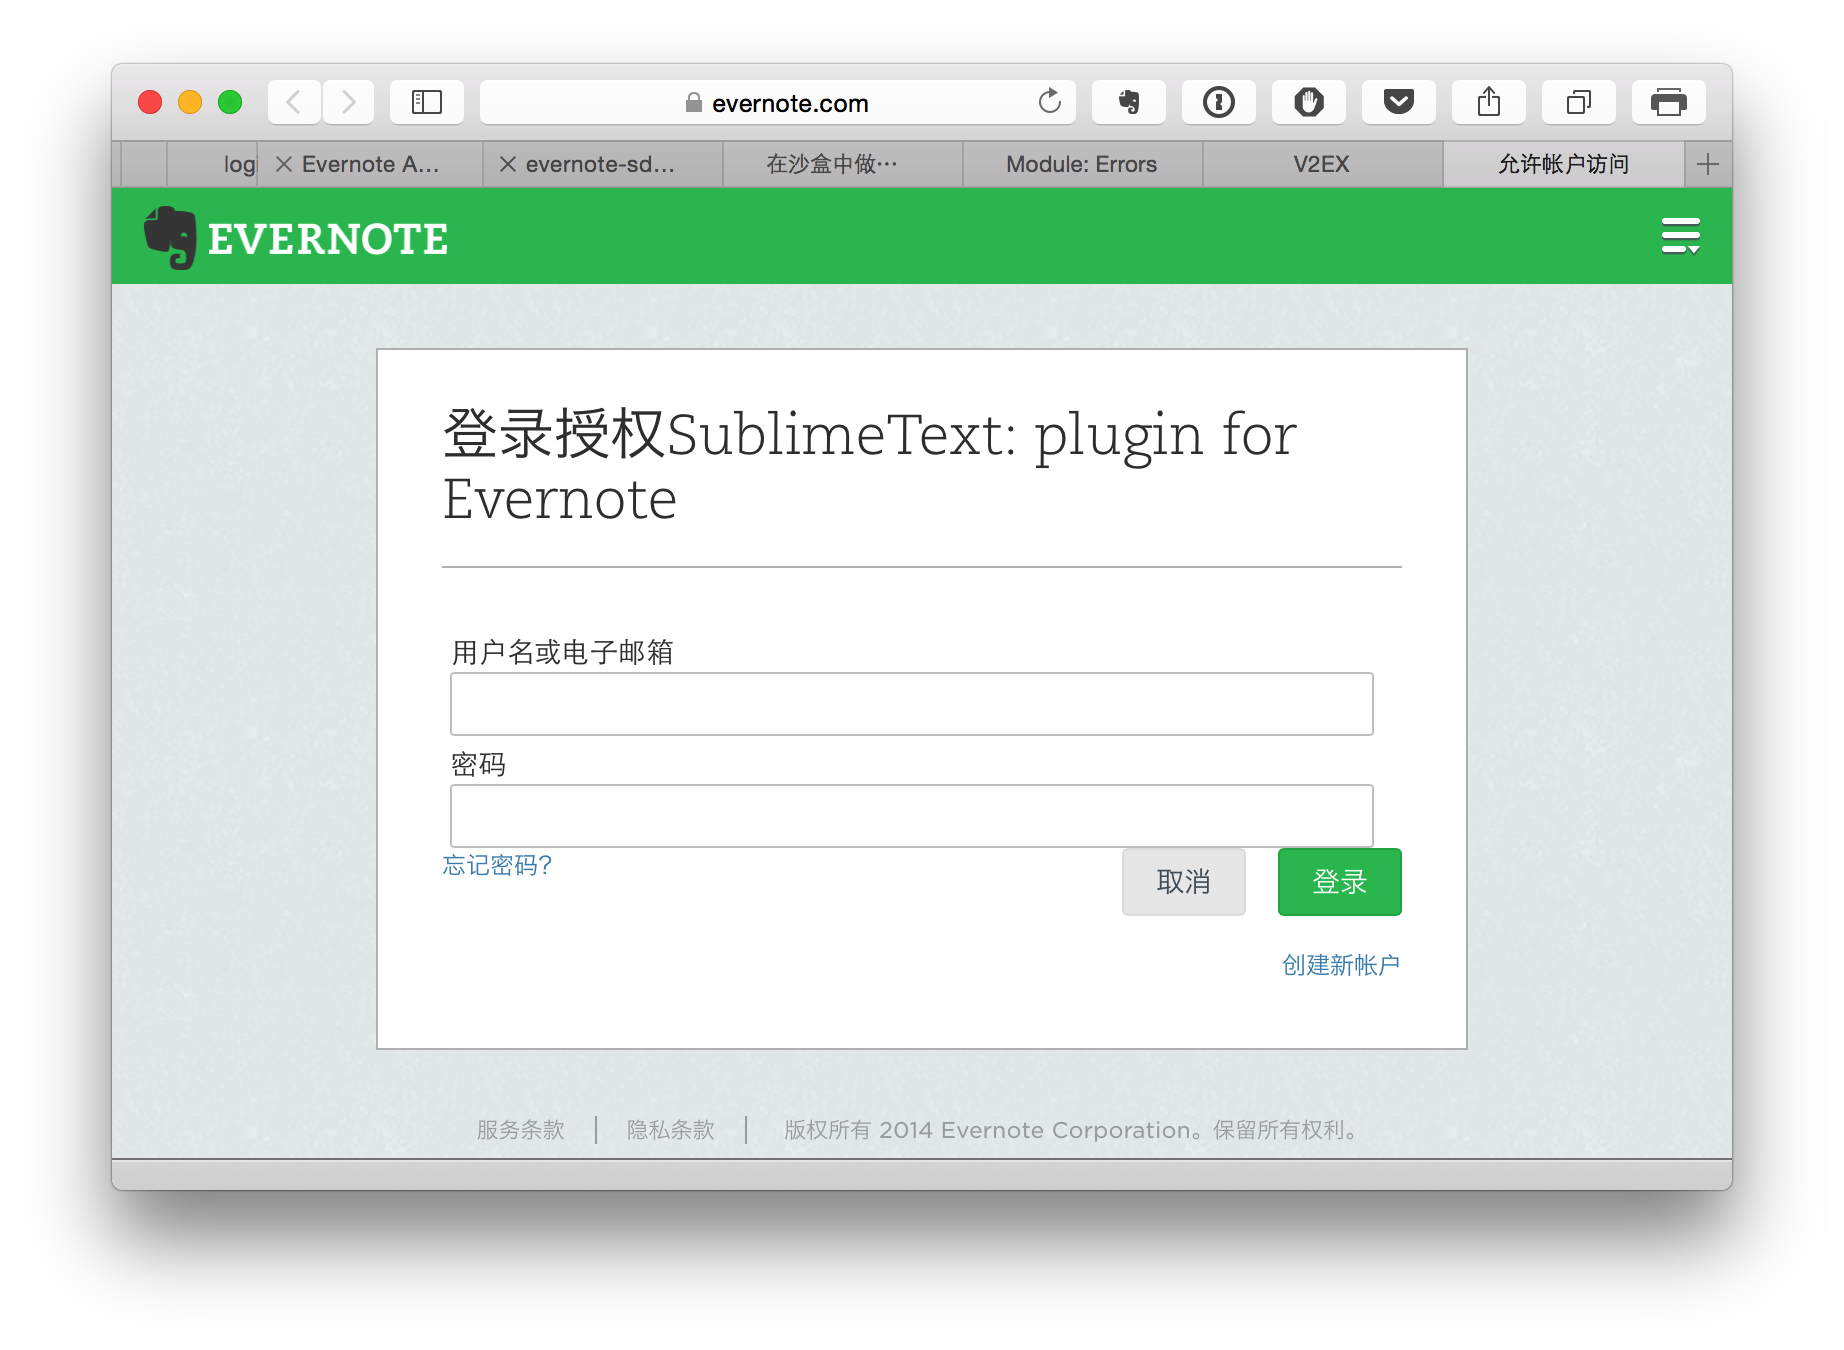 evernote.com
log
Evernote A...
evernote-sd...
在沙盒中做···
Module: Errors
V2EX
允许帐户访问
EVERNOTE
登录授权SublimeText: plugin for
Evernote
用户名或电子邮箱
密码
忘记密码?
取消
登录
创建新帐户
服务条款
隐私条款
版权所有 2014 Evernote Corporation。保留所有权利。